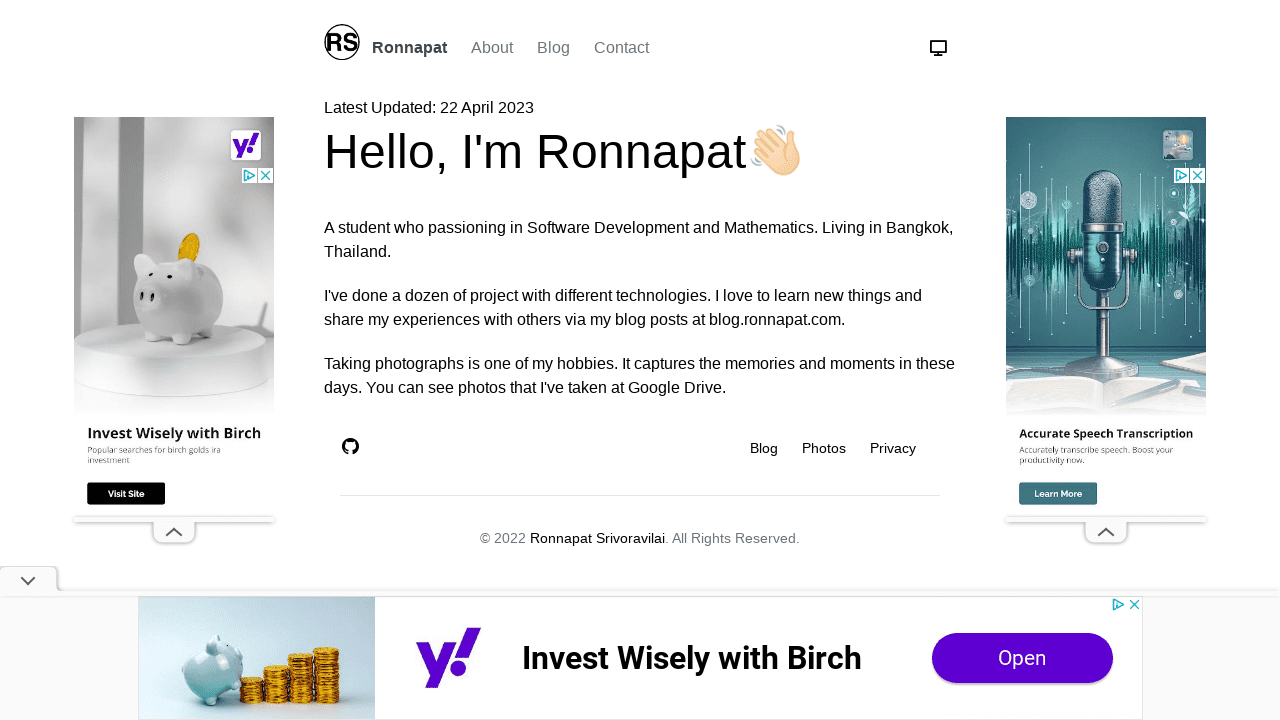 RS Ronnapat About Blog Contact
Latest Updated: 22 April 2023
Hello, I'm Ronnapat
A student who passioning in Software Development and Mathematics. Living in Bangkok,
Thailand.
I've done a dozen of project with different technologies. I love to learn new things and
share my experiences with others via my blog posts at blog.ronnapat.com.
Taking photographs is one of my hobbies. It captures the memories and moments in these
days. You can see photos that I've taken at Google Drive.
Blog Photos Privacy
© 2022 Ronnapat Srivoravilai. All Rights Reserved.
y!
Invest Wisely with Birch
Popular searches for birch golds ira
investment
Visit Site
Accurate Speech Transcription
Accurately transcribe speech. Boost your
productivity now.
Learn More
y!
Invest Wisely with Birch
Open